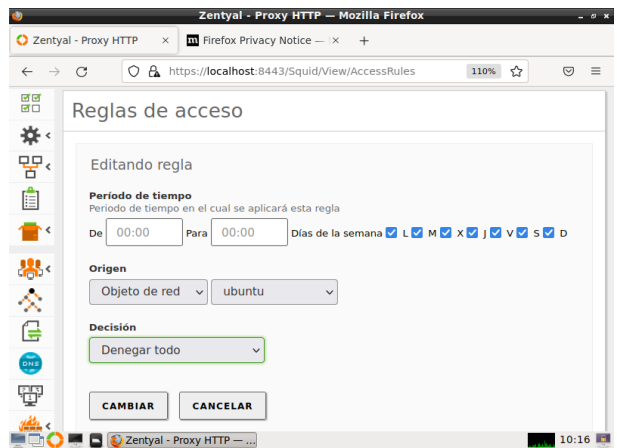 Zentyal - Proxy HTTP — Mozilla Firefox
Zentyal - Proxy HTTP × m Firefox Privacy Notice — × +
https://localhost:8443/Squid/View/AccessRules 110%
Reglas de acceso
Editando regla
Período de tiempo
Periodo de tiempo en el cual se aplicará esta regla
De 00:00 Para 00:00 Días de la semana L M X J V S D
Origen
Objeto de red ubuntu
Decisión
Denegar todo
DNS
CAMBIAR CANCELAR
Zentyal - Proxy HTTP — ... 10:16